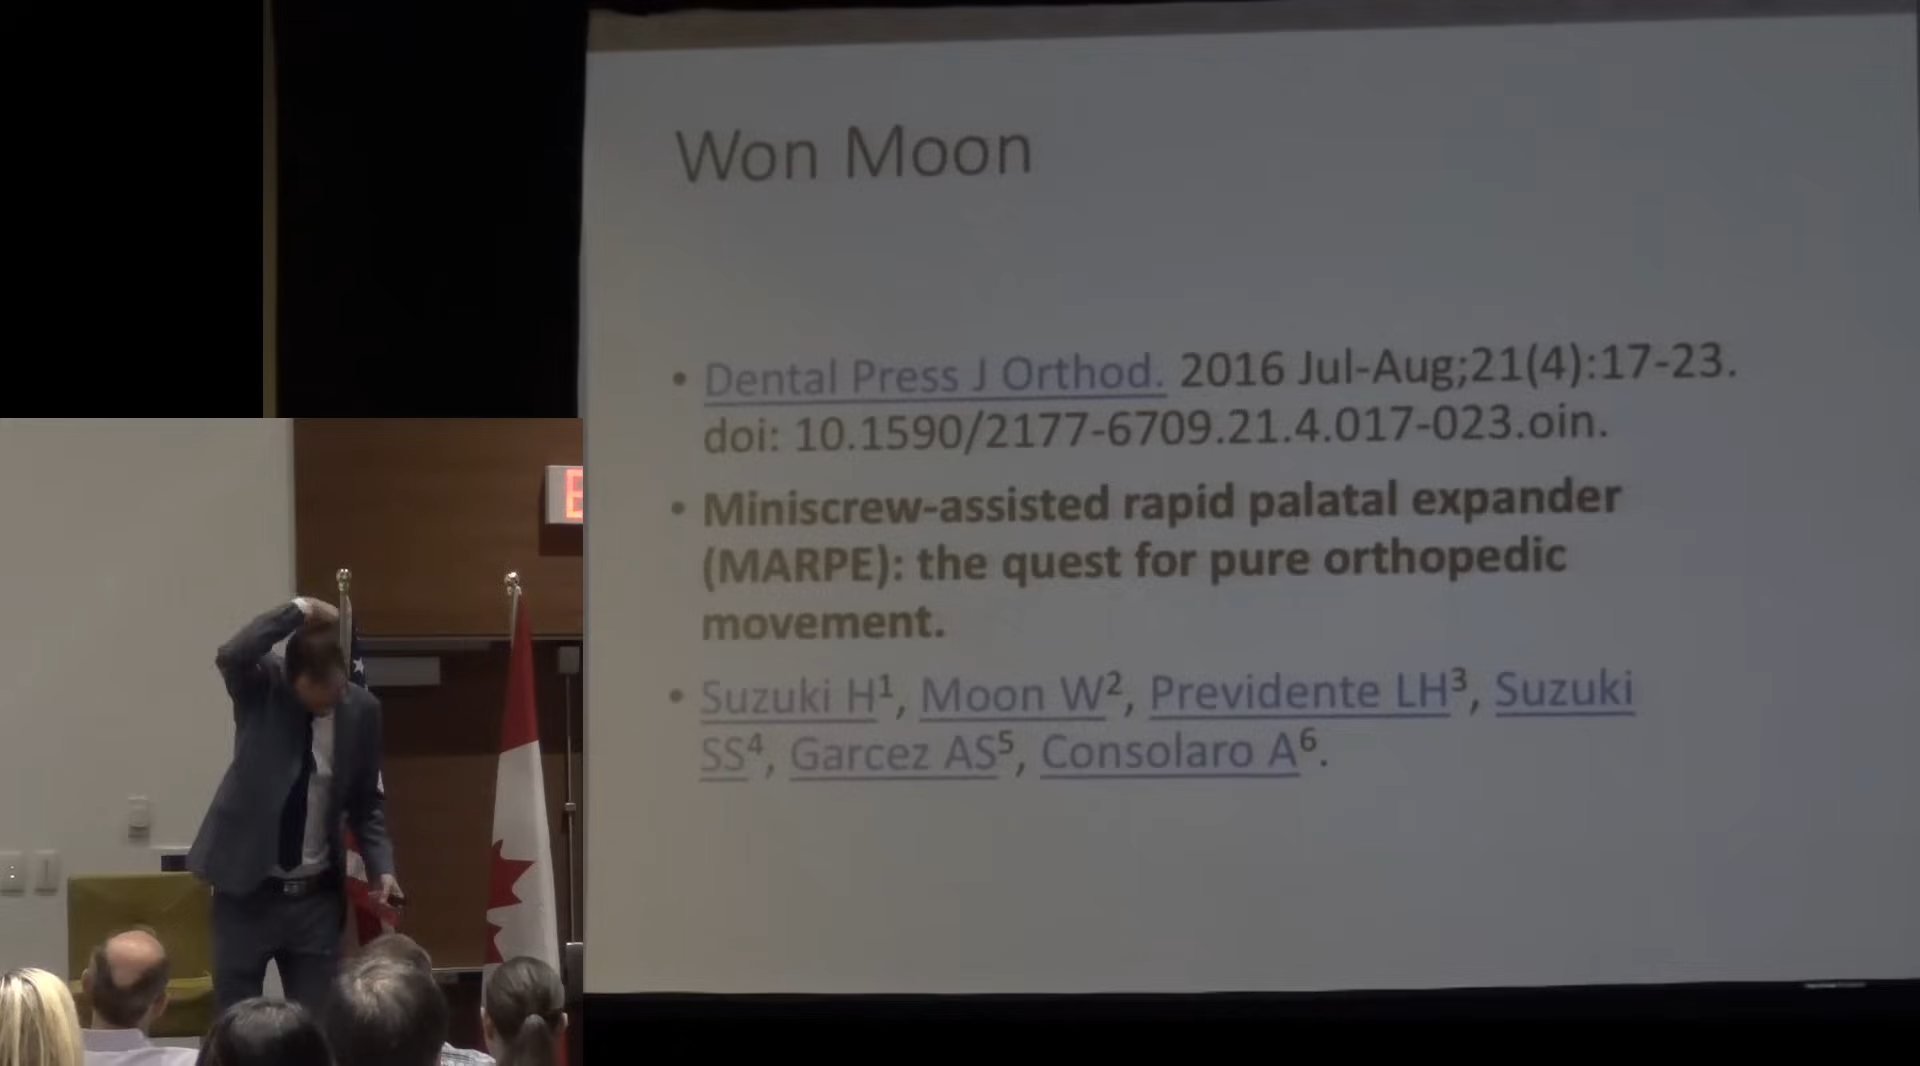 Won Moon
• Dental Press J Orthod. 2016 Jul-Aug;21(4):17-23.
doi: 10.1590/2177-6709.21.4.017-023.oin.
• Miniscrew-assisted rapid palatal expander
(MARPE): the quest for pure orthopedic
movement.
• Suzuki H1, Moon W2, Previdente LH3, Suzuki
SS4, Garcez AS5, Consolaro A6.
E